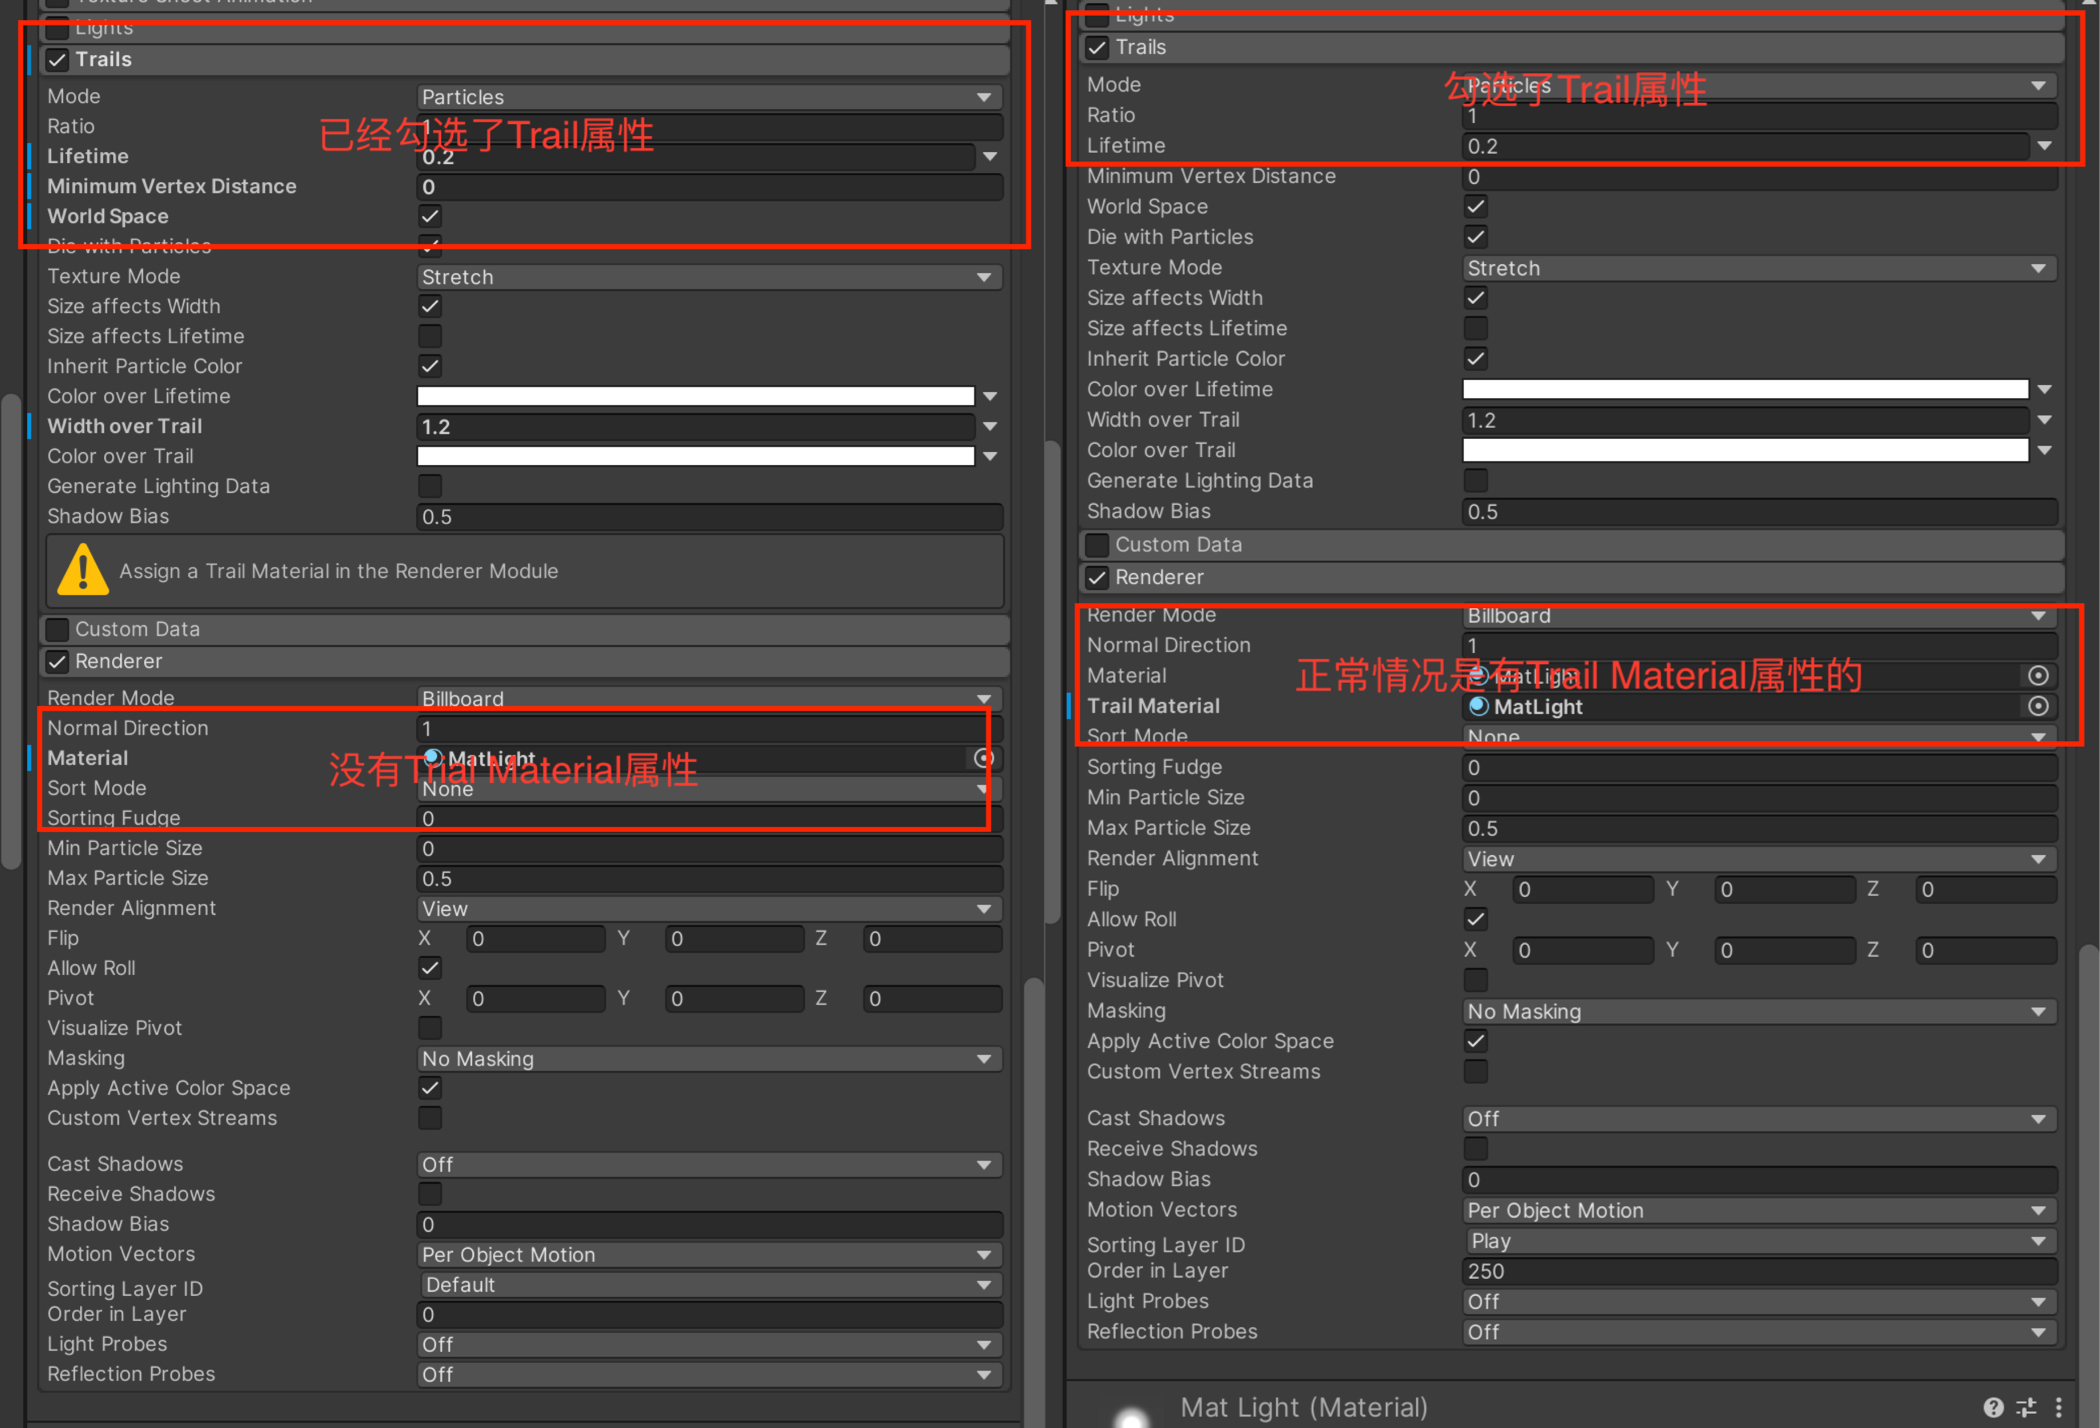 Texture Sheet Animation
Lights
Trails
Mode Particles
Ratio 1
已经勾选了Trail属性
Lifetime 0.2
Minimum Vertex Distance 0
World Space
Die with Particles
Texture Mode Stretch
Size affects Width
Size affects Lifetime
Inherit Particle Color
Color over Lifetime
Width over Trail 1.2
Color over Trail
Generate Lighting Data
Shadow Bias 0.5
Assign a Trail Material in the Renderer Module
Custom Data
Renderer
Render Mode Billboard
Normal Direction 1
Material MatLight
没有Trial Material属性
Sort Mode None
Sorting Fudge 0
Min Particle Size 0
Max Particle Size 0.5
Render Alignment View
Flip X 0 Y 0 Z 0
Allow Roll
Pivot X 0 Y 0 Z 0
Visualize Pivot
Masking No Masking
Apply Active Color Space
Custom Vertex Streams
Cast Shadows Off
Receive Shadows
Shadow Bias 0
Motion Vectors Per Object Motion
Sorting Layer ID Default
Order in Layer 0
Light Probes Off
Reflection Probes Off
Lights
Trails
Mode Particles
勾选了Trail属性
Ratio 1
Lifetime 0.2
Minimum Vertex Distance 0
World Space
Die with Particles
Texture Mode Stretch
Size affects Width
Size affects Lifetime
Inherit Particle Color
Color over Lifetime
Width over Trail 1.2
Color over Trail
Generate Lighting Data
Shadow Bias 0.5
Custom Data
Renderer
Render Mode Billboard
Normal Direction 1
Material MatLight
正常情况是有Trail Material属性的
Trail Material MatLight
Sort Mode None
Sorting Fudge 0
Min Particle Size 0
Max Particle Size 0.5
Render Alignment View
Flip X 0 Y 0 Z 0
Allow Roll
Pivot X 0 Y 0 Z 0
Visualize Pivot
Masking No Masking
Apply Active Color Space
Custom Vertex Streams
Cast Shadows Off
Receive Shadows
Shadow Bias 0
Motion Vectors Per Object Motion
Sorting Layer ID Play
Order in Layer 250
Light Probes Off
Reflection Probes Off
Mat Light (Material)